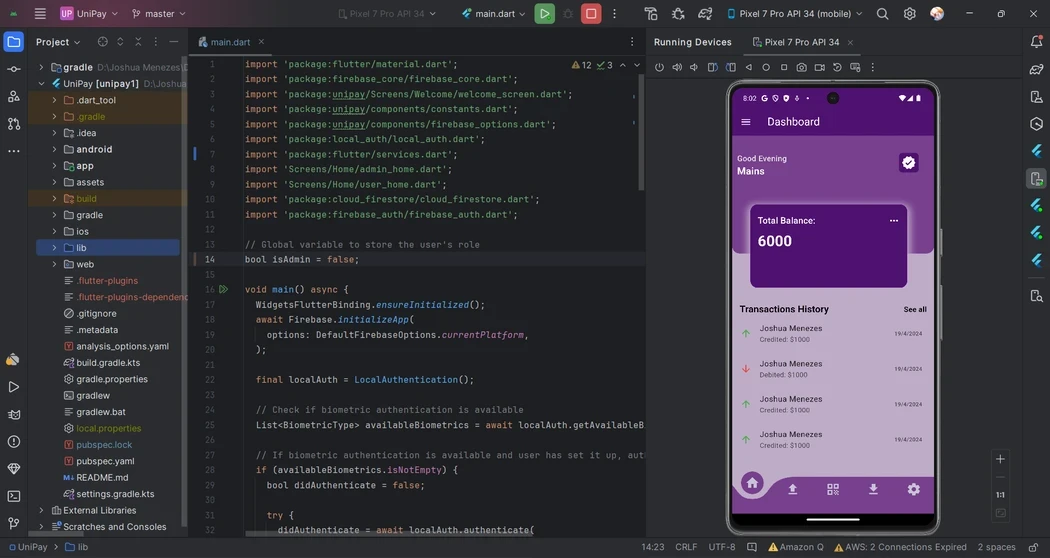 UP UniPay
master
Pixel 7 Pro API 34
main.dart
Pixel 7 Pro API 34 (mobile)
Project
main.dart
Running Devices
Pixel 7 Pro API 34
gradle D:\Joshua Menezes\
UniPay [unipay1] D:\Joshua
.dart_tool
.gradle
.idea
android
app
assets
build
gradle
ios
lib
web
.flutter-plugins
.flutter-plugins-dependenc
.gitignore
.metadata
analysis_options.yaml
build.gradle.kts
gradle.properties
gradlew
gradlew.bat
local.properties
pubspec.lock
pubspec.yaml
README.md
settings.gradle.kts
External Libraries
Scratches and Consoles
12 3
1 import 'package:flutter/material.dart';
2 import 'package:firebase_core/firebase_core.dart';
3 import 'package:unipay/Screens/Welcome/welcome_screen.dart';
4 import 'package:unipay/components/constants.dart';
5 import 'package:unipay/components/firebase_options.dart';
6 import 'package:local_auth/local_auth.dart';
7 import 'package:flutter/services.dart';
8 import 'Screens/Home/admin_home.dart';
9 import 'Screens/Home/user_home.dart';
10 import 'package:cloud_firestore/cloud_firestore.dart';
11 import 'package:firebase_auth/firebase_auth.dart';
12
13 // Global variable to store the user's role
14 bool isAdmin = false;
15
16 void main() async {
17 WidgetsFlutterBinding.ensureInitialized();
18 await Firebase.initializeApp(
19 options: DefaultFirebaseOptions.currentPlatform,
20 );
21
22 final localAuth = LocalAuthentication();
23
24 // Check if biometric authentication is available
25 List<BiometricType> availableBiometrics = await localAuth.getAvailableB
26
27 // If biometric authentication is available and user has set it up, aut
28 if (availableBiometrics.isNotEmpty) {
29 bool didAuthenticate = false;
30
31 try {
32 didAuthenticate = await localAuth.authenticate(
8:02
Dashboard
Good Evening
Mains
Total Balance:
6000
Transactions History See all
Joshua Menezes
Credited: $1000
19/4/2024
Joshua Menezes
Debited: $1000
19/4/2024
Joshua Menezes
Credited: $1000
19/4/2024
Joshua Menezes
Credited: $1000
19/4/2024
1:1
UniPay
lib
14:23 CRLF UTF-8 Amazon Q AWS: 2 Connections Expired 2 spaces